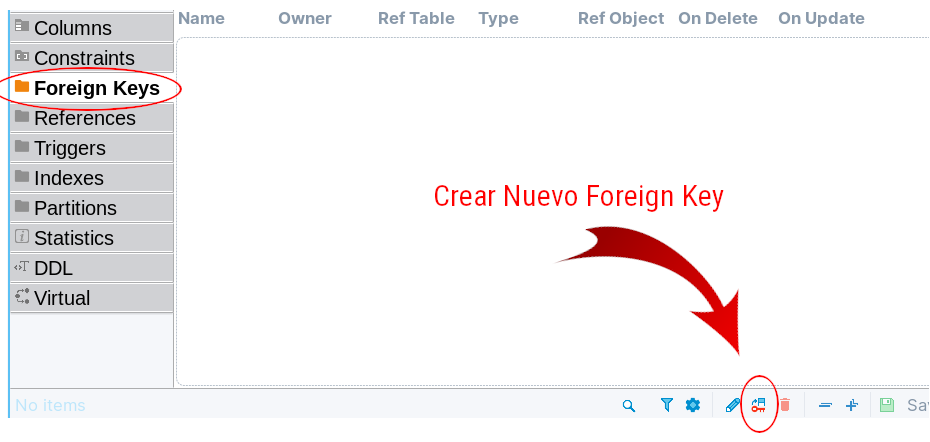 Name Owner Ref Table Type Ref Object On Delete On Update
Columns
Constraints
Foreign Keys
References
Triggers
Indexes
Partitions
Statistics
DDL
Virtual
Crear Nuevo Foreign Key
No items
Sav